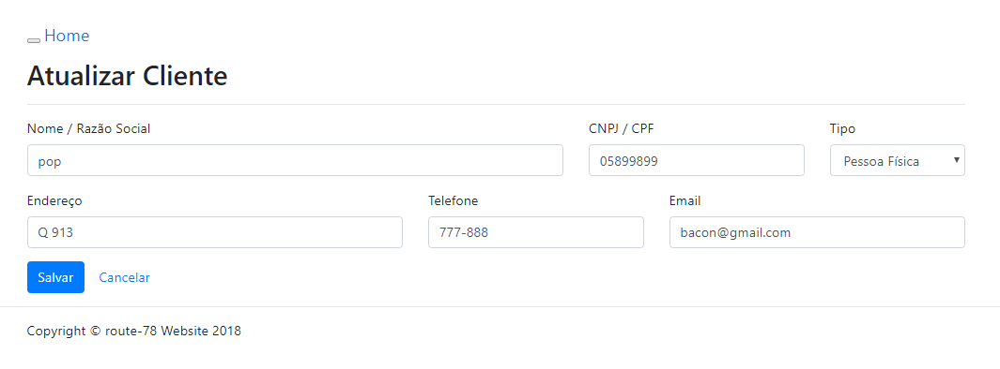 Home
Atualizar Cliente
Nome / Razão Social CNPJ / CPF Tipo
pop 05899899 Pessoa Física
Endereço Telefone Email
Q 913 777-888 bacon@gmail.com
Salvar Cancelar
Copyright © route-78 Website 2018